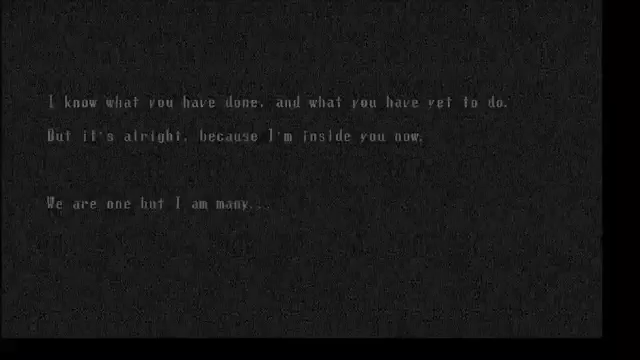 I know what you have done, and what you have yet to do.
But it's alright, because I'm inside you now.
We are one but I am many...